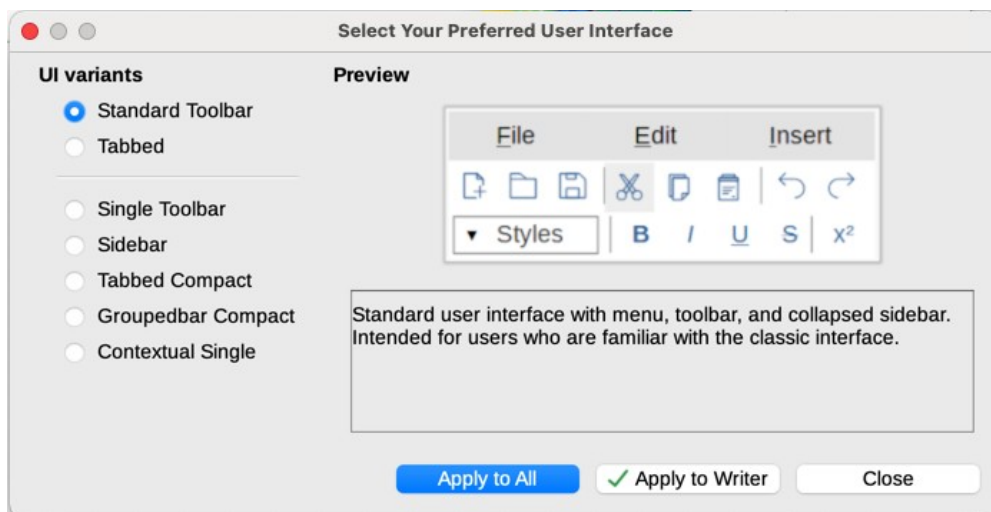 Select Your Preferred User Interface
UI variants
Standard Toolbar
Tabbed
Single Toolbar
Sidebar
Tabbed Compact
Groupedbar Compact
Contextual Single
Preview
File Edit Insert
Styles B I U S X²
Standard user interface with menu, toolbar, and collapsed sidebar.
Intended for users who are familiar with the classic interface.
Apply to All Apply to Writer Close